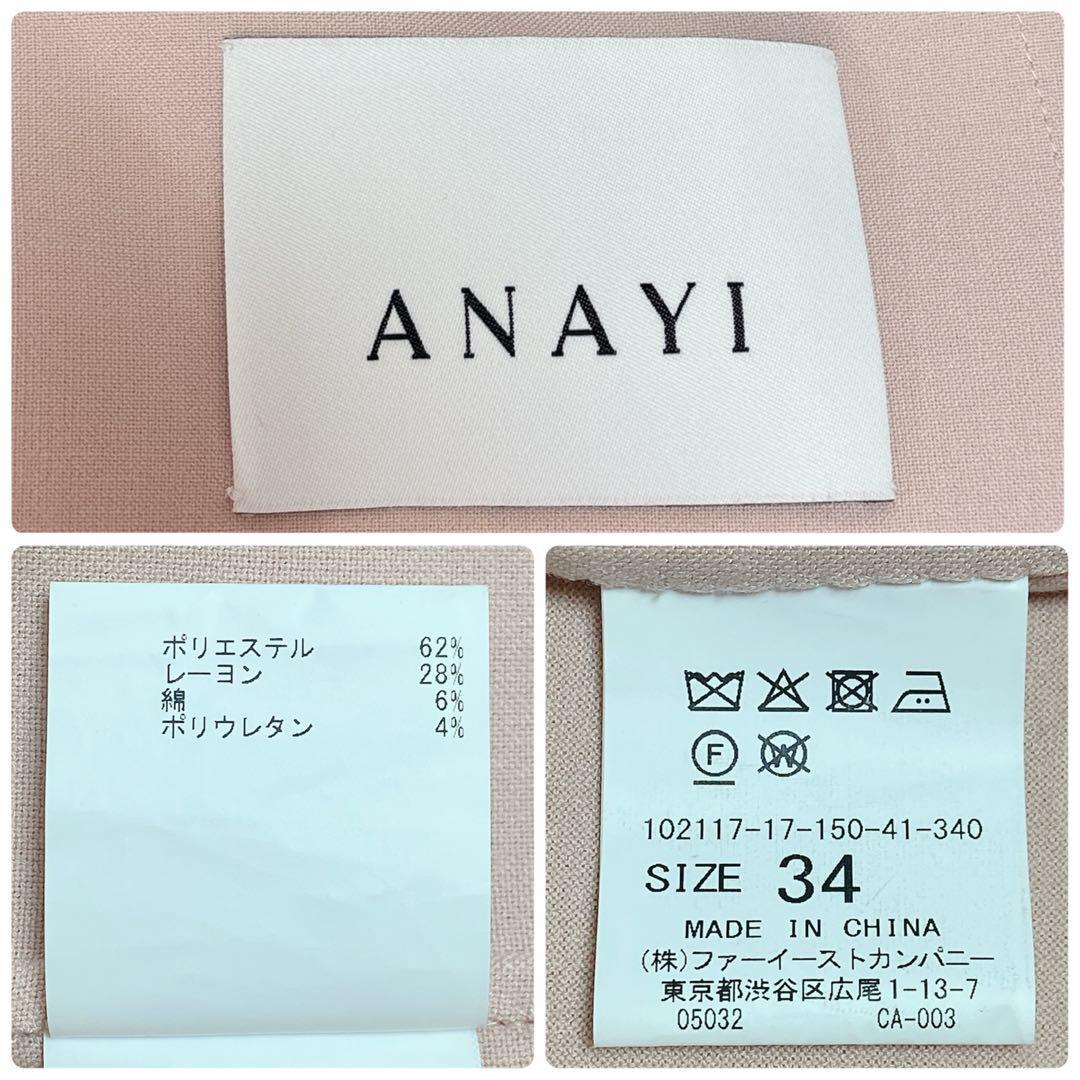 ANAYI
ポリエステル 62%
レーヨン 28%
綿 6%
ポリウレタン 4%
F W
102117-17-150-41-340
SIZE 34
MADE IN CHINA
(株)ファーイーストカンパニー
東京都渋谷区広尾1-13-7
05032 CA-003